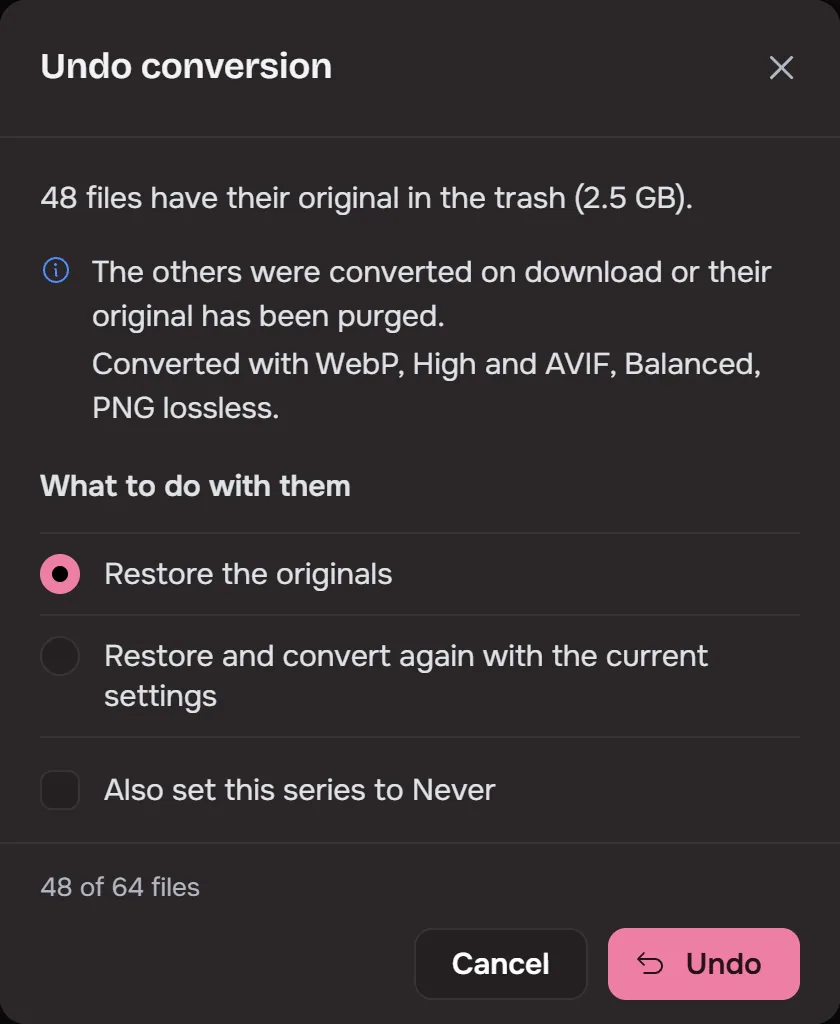 Undo conversion
48 files have their original in the trash (2.5 GB).
The others were converted on download or their
original has been purged.
Converted with WebP, High and AVIF, Balanced,
PNG lossless.
What to do with them
Restore the originals
Restore and convert again with the current
settings
Also set this series to Never
48 of 64 files
Cancel
Undo